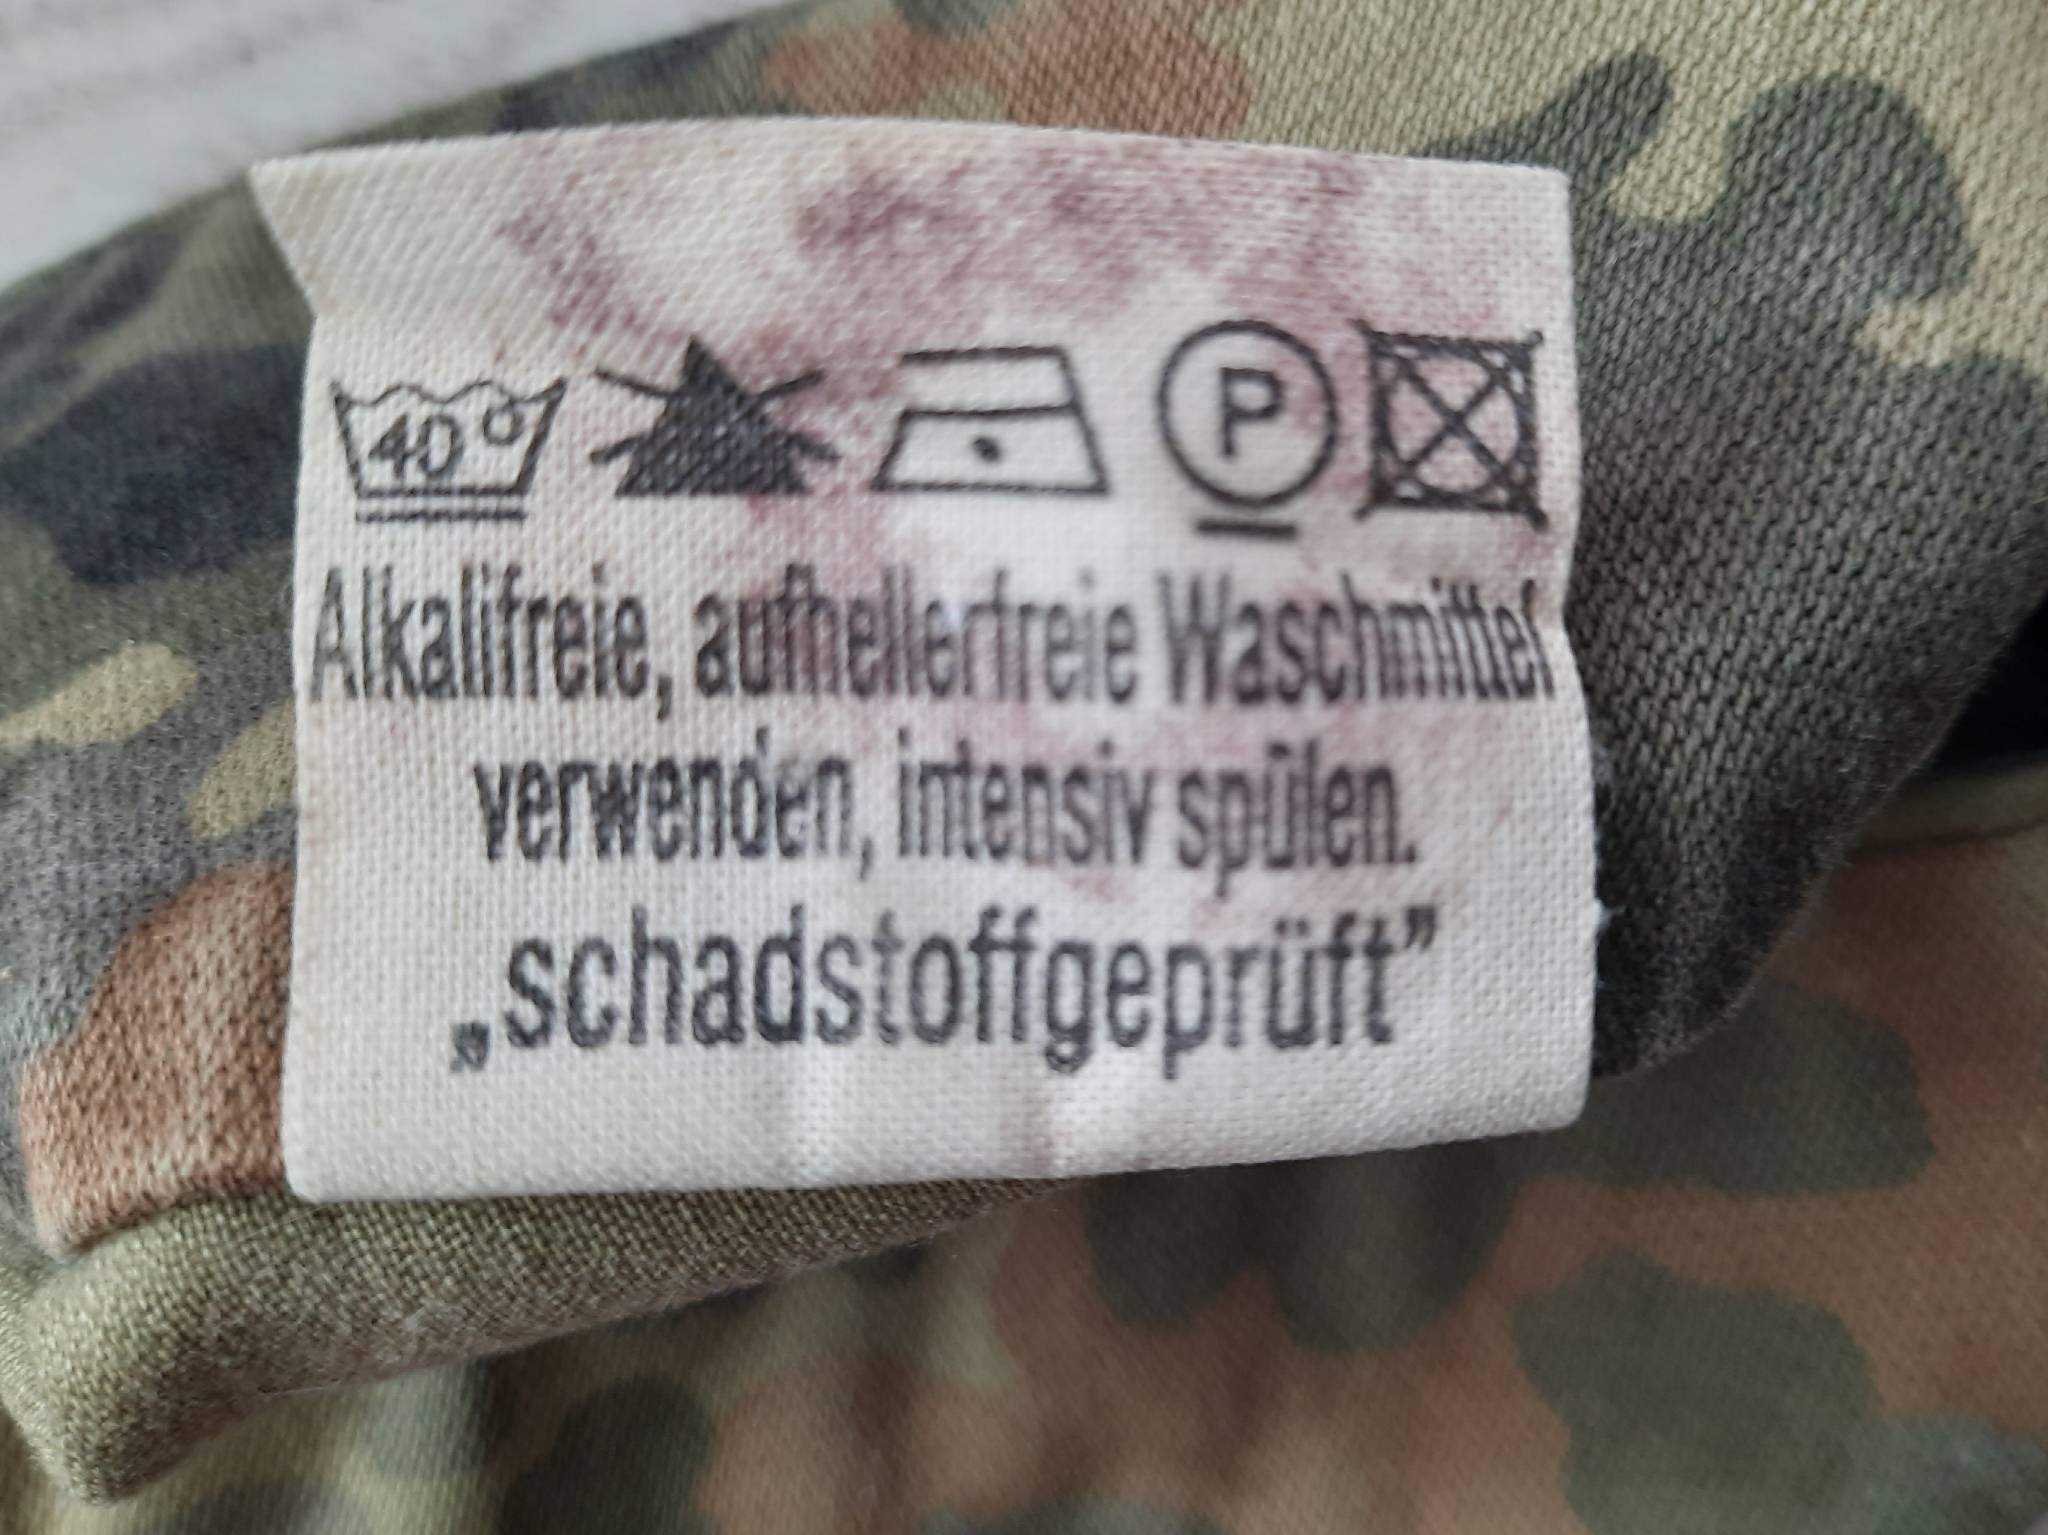 40°
P
Alkalifreie, aufhellerfreie Waschmittel
verwenden, intensiv spülen.
„schadstoffgeprüft”